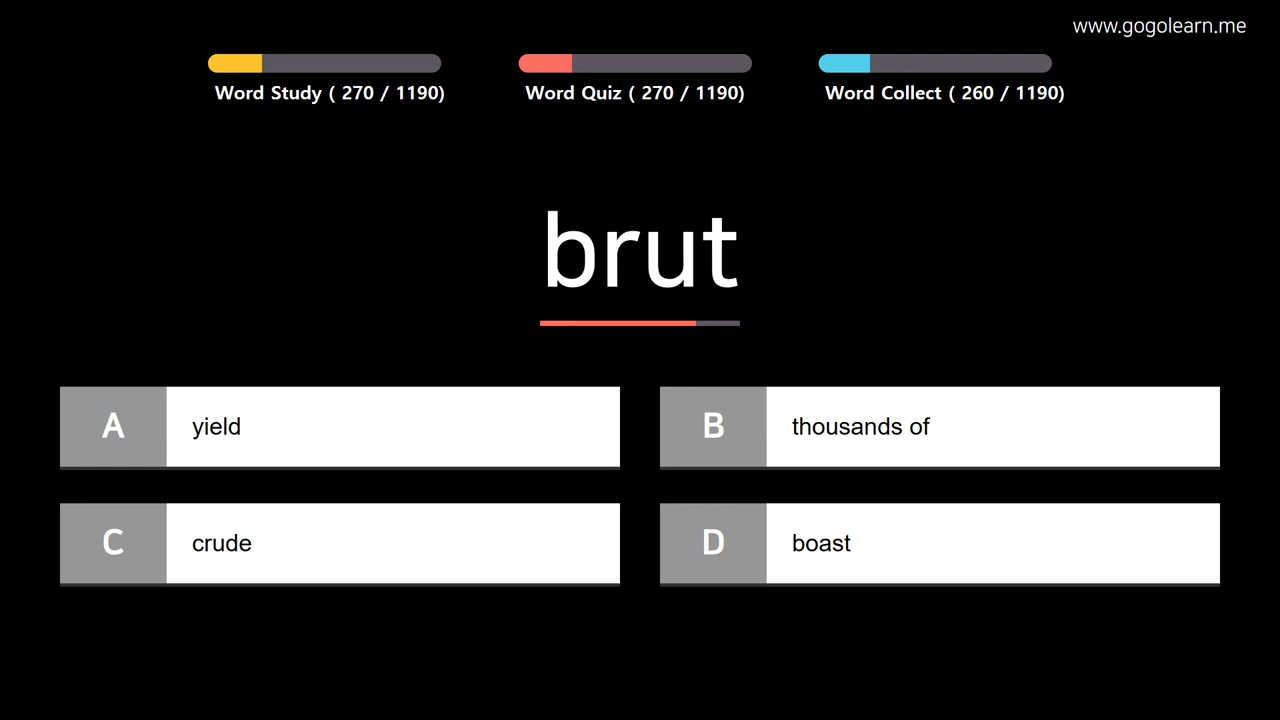 www.gogolearn.me
Word Study ( 270 / 1190)
Word Quiz ( 270 / 1190)
Word Collect ( 260 / 1190)
brut
A yield
B thousands of
C crude
D boast